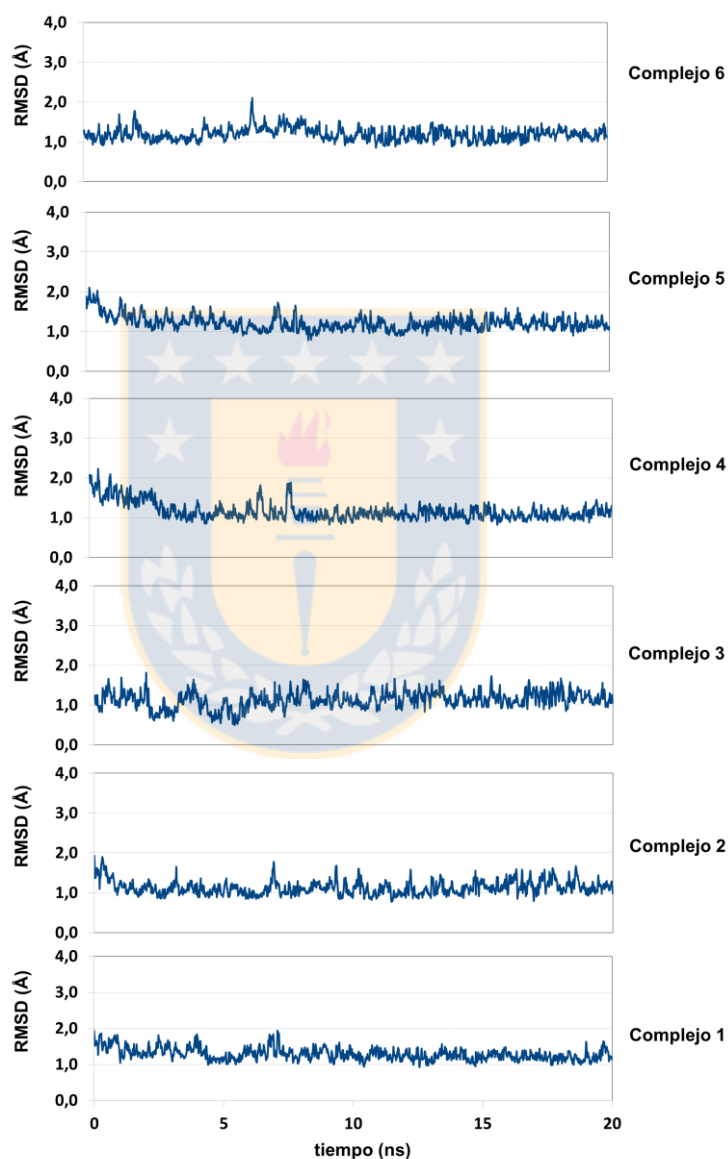 RMSD (Å)
4,0
3,0
2,0
1,0
0,0
Complejo 6
RMSD (Å)
4,0
3,0
2,0
1,0
0,0
Complejo 5
RMSD (Å)
4,0
3,0
2,0
1,0
0,0
Complejo 4
RMSD (Å)
4,0
3,0
2,0
1,0
0,0
Complejo 3
RMSD (Å)
4,0
3,0
2,0
1,0
0,0
Complejo 2
RMSD (Å)
4,0
3,0
2,0
1,0
0,0
Complejo 1
0 5 10 15 20
tiempo (ns)